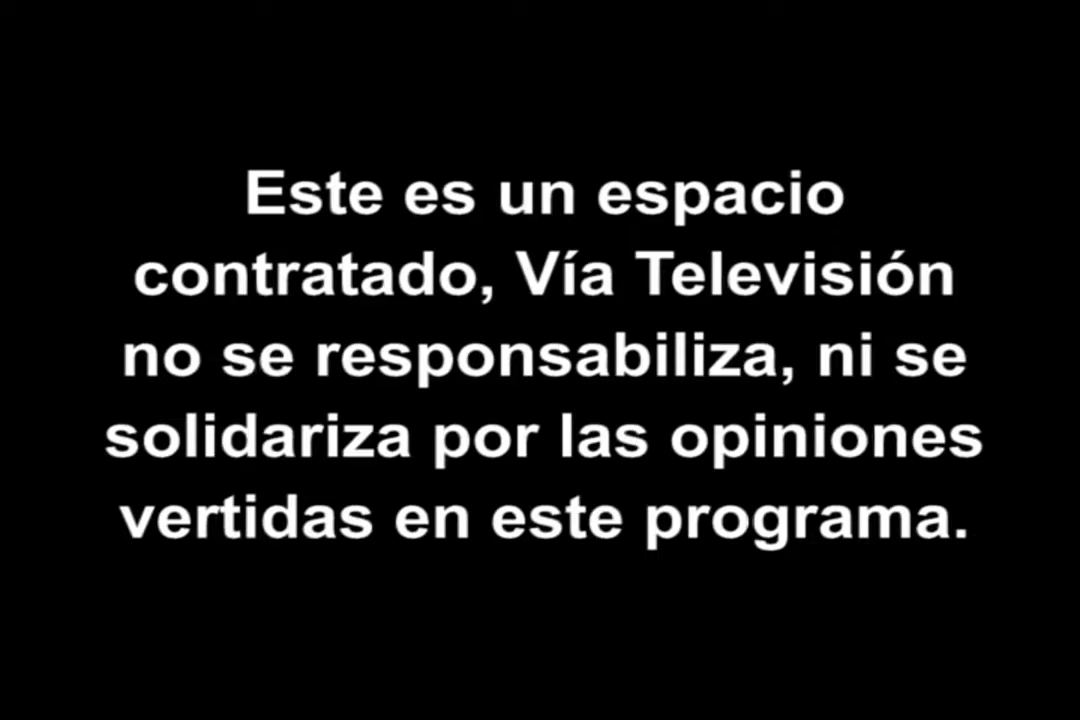 Este es un espacio
contratado, Vía Televisión
no se responsabiliza, ni se
solidariza por las opiniones
vertidas en este programa.